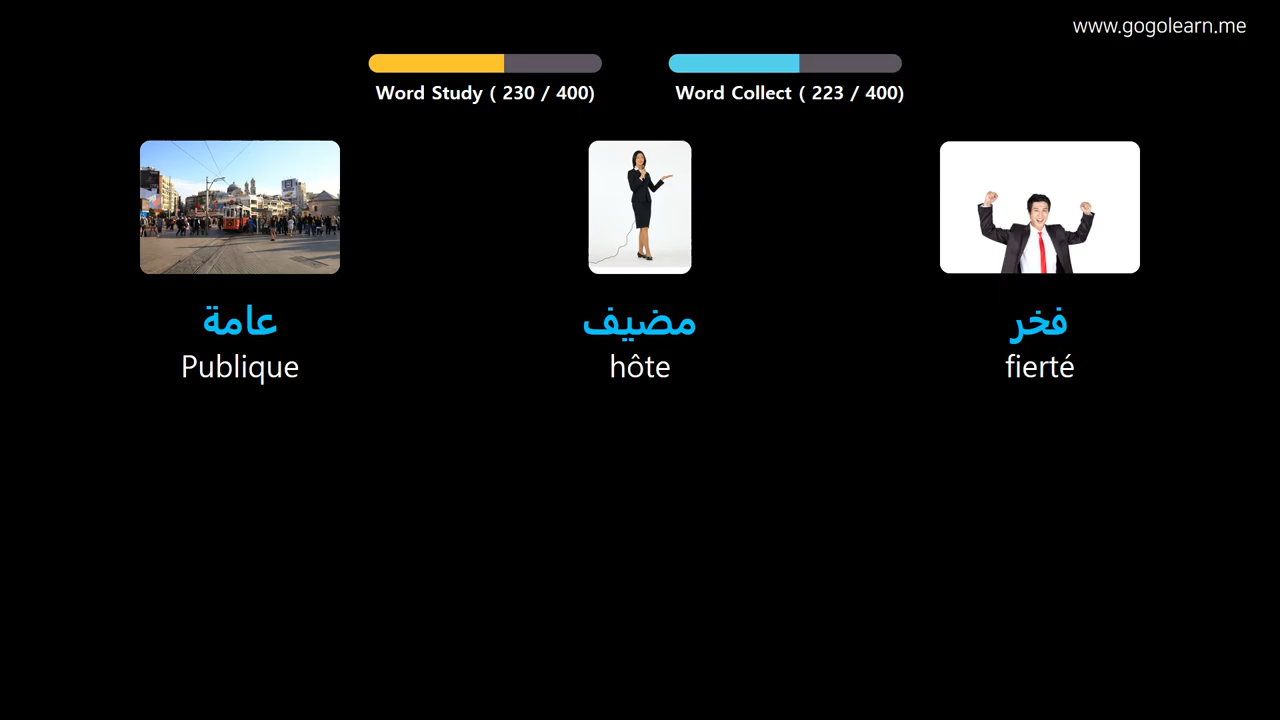 www.gogolearn.me
Word Study ( 230 / 400)
Word Collect ( 223 / 400)
عامة
Publique
مضيف
hôte
فخر
fierté